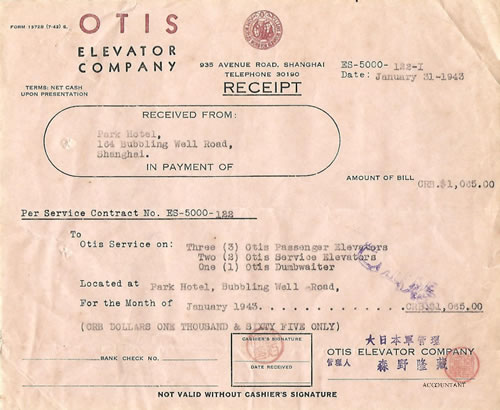 FORM 1572B (7-42) S.
OTIS
ELEVATOR
COMPANY
935 AVENUE ROAD, SHANGHAI
TELEPHONE 30190
RECEIPT
ES-5000-122-I
Date: January 31-1943
TERMS: NET CASH
UPON PRESENTATION
RECEIVED FROM:
Park Hotel,
164 Bubbling Well Road,
Shanghai.
IN PAYMENT OF
AMOUNT OF BILL
CRB.$1,065.00
Per Service Contract No. ES-5000-122
To
Otis Service on: Three (3) Otis Passenger Elevators
Two (2) Otis Service Elevators
One (1) Otis Dumbwaiter
Located at Park Hotel, Bubbling Well Road,
For the Month of January 1943. . . . . . . . . . . . CRB$1,065.00
(CRB DOLLARS ONE THOUSAND & SIXTY FIVE ONLY)
BANK CHECK NO.
CASHIER'S SIGNATURE
DATE RECEIVED
大日本軍管理
OTIS ELEVATOR COMPANY
管理人 森野隆蔵
ACCOUNTANT
NOT VALID WITHOUT CASHIER'S SIGNATURE